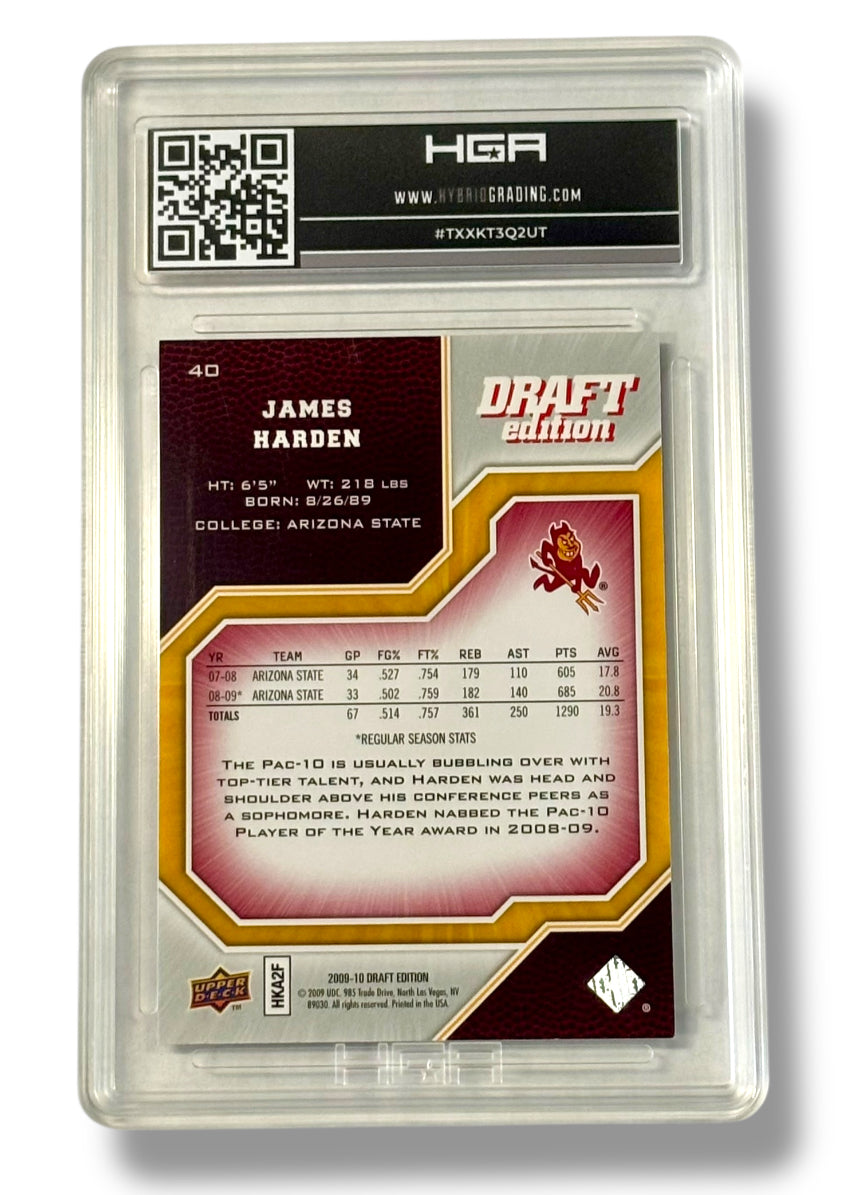 HGA
WWW.HYBRIDGRADING.COM
#TXXKT3Q2UT
40
JAMES
HARDEN
DRAFT
edition
HT: 6'5" WT: 218 LBS
BORN: 8/26/89
COLLEGE: ARIZONA STATE
®
YR TEAM GP FG% FT% REB AST PTS AVG
07-08 ARIZONA STATE 34 .527 .754 179 110 605 17.8
08-09* ARIZONA STATE 33 .502 .759 182 140 685 20.8
TOTALS 67 .514 .757 361 250 1290 19.3
*REGULAR SEASON STATS
THE PAC-10 IS USUALLY BUBBLING OVER WITH
TOP-TIER TALENT, AND HARDEN WAS HEAD AND
SHOULDER ABOVE HIS CONFERENCE PEERS AS
A SOPHOMORE. HARDEN NABBED THE PAC-10
PLAYER OF THE YEAR AWARD IN 2008-09.
UPPER
D·E·C·K
TM
HKA2F
2009-10 DRAFT EDITION
© 2009 UDC. 985 Trade Drive, North Las Vegas, NV
89030. All rights reserved. Printed in the USA.
®
HGA